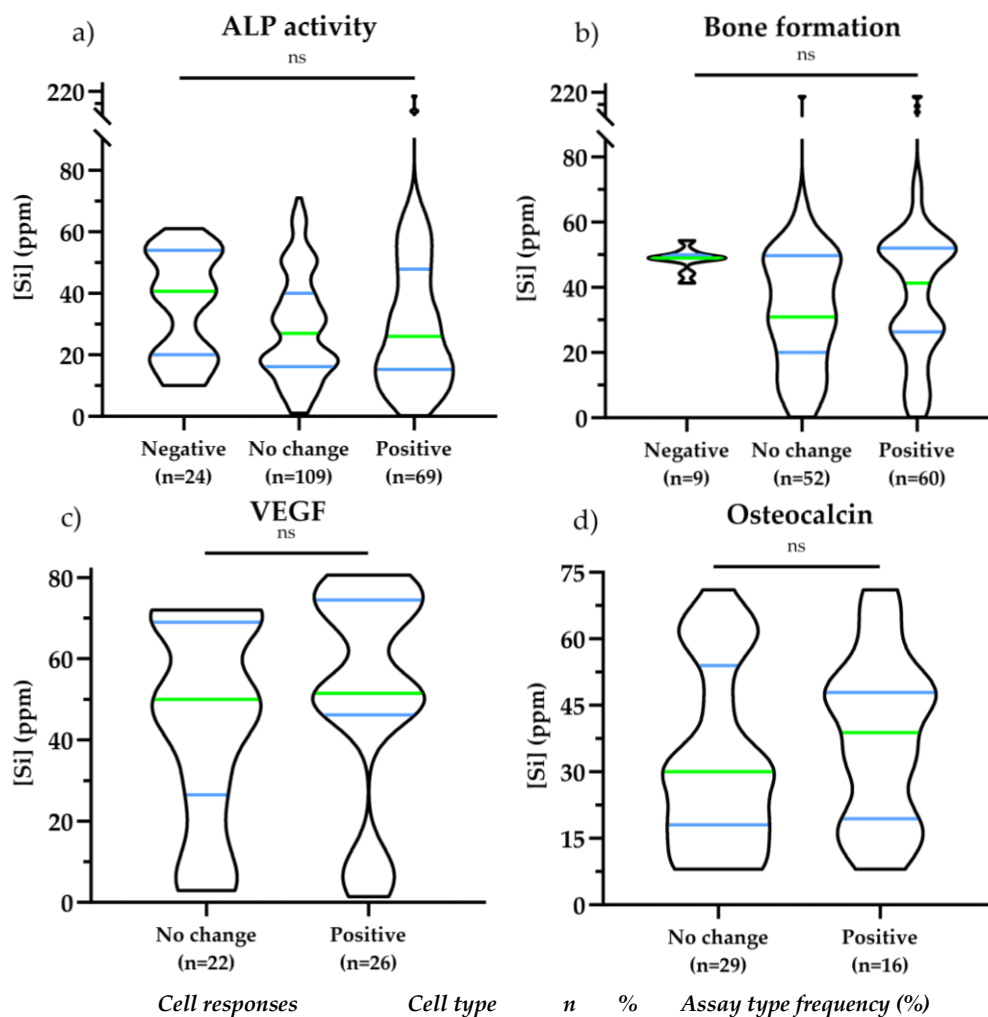 a) ALP activity
ns
220
80
60
40
20
0
[Si] (ppm)
Negative No change Positive
(n=24) (n=109) (n=69)
b) Bone formation
ns
220
80
60
40
20
0
[Si] (ppm)
Negative No change Positive
(n=9) (n=52) (n=60)
c) VEGF
ns
80
60
40
20
0
[Si] (ppm)
No change Positive
(n=22) (n=26)
d) Osteocalcin
ns
75
60
45
30
15
0
[Si] (ppm)
No change Positive
(n=29) (n=16)
Cell responses Cell type n % Assay type frequency (%)